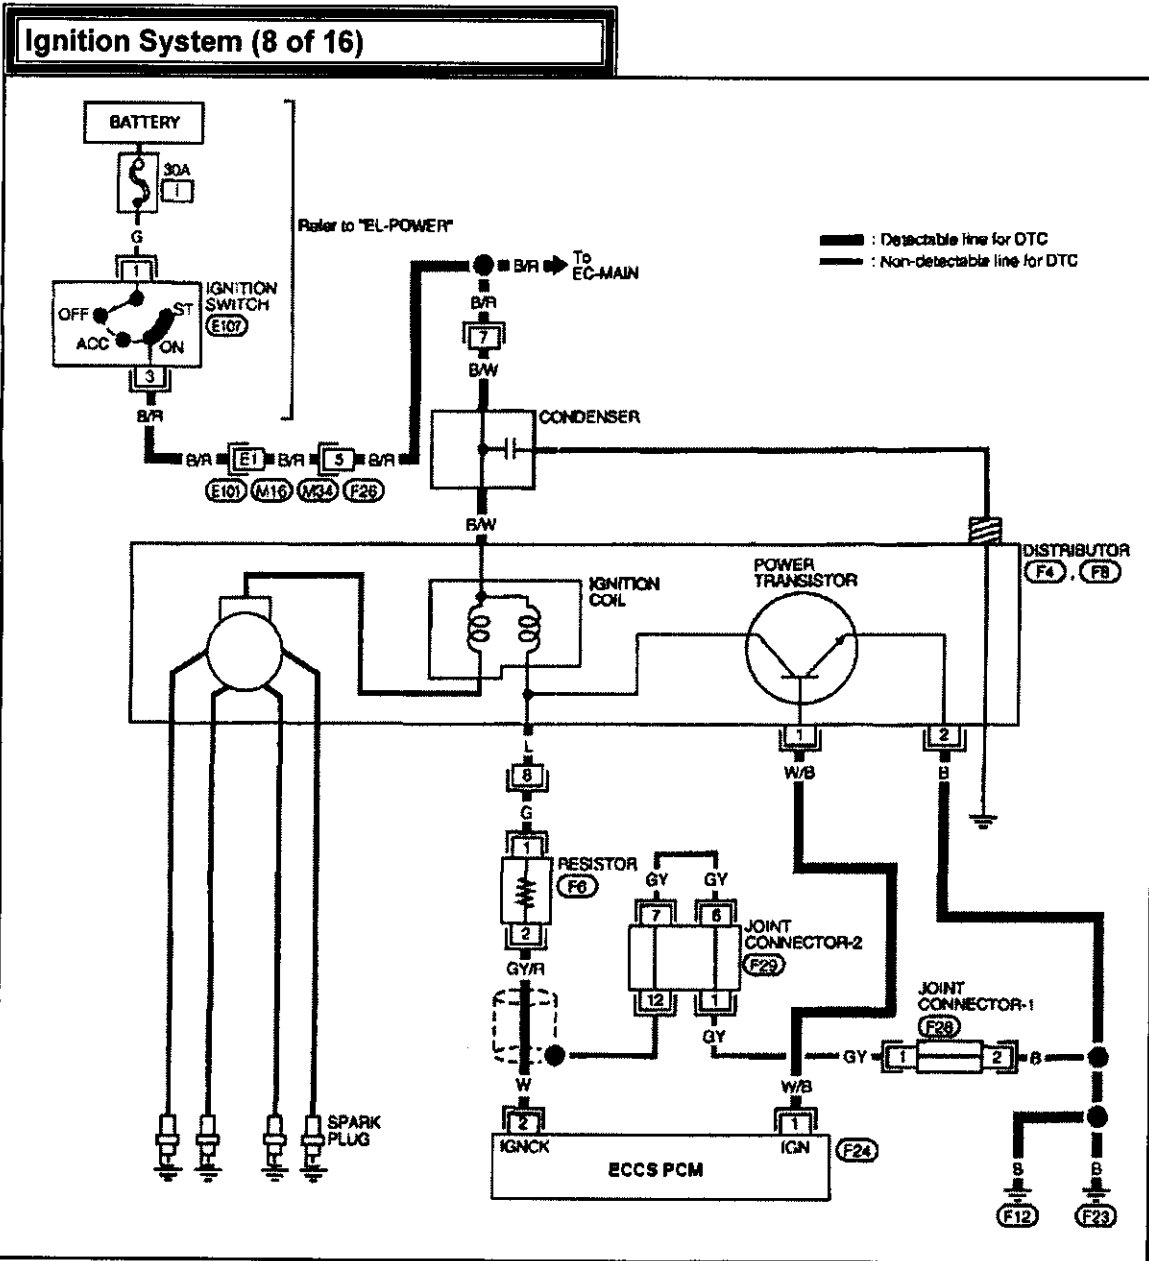 Ignition System (8 of 16)
BATTERY
30A
I
G
Refer to "EL-POWER"
1
IGNITION
SWITCH
E107
OFF
ST
ACC
ON
3
B/R
B/R E1 B/R 5 B/R
E101 M16 M34 F26
B/R
To
EC-MAIN
: Detectable line for DTC
: Non-detectable line for DTC
B/R
7
B/W
CONDENSER
B/W
DISTRIBUTOR
F4 , F8
IGNITION
COIL
POWER
TRANSISTOR
L
8
G
1
RESISTOR
F6
2
GY/R
1
2
W/B
B
GY GY
7 6
JOINT
CONNECTOR-2
F29
12 1
GY
JOINT
CONNECTOR-1
F28
GY 1 2 B
W
W/B
2
1
IGNCK
IGN
F24
ECCS PCM
SPARK
PLUG
B B
F12 F23